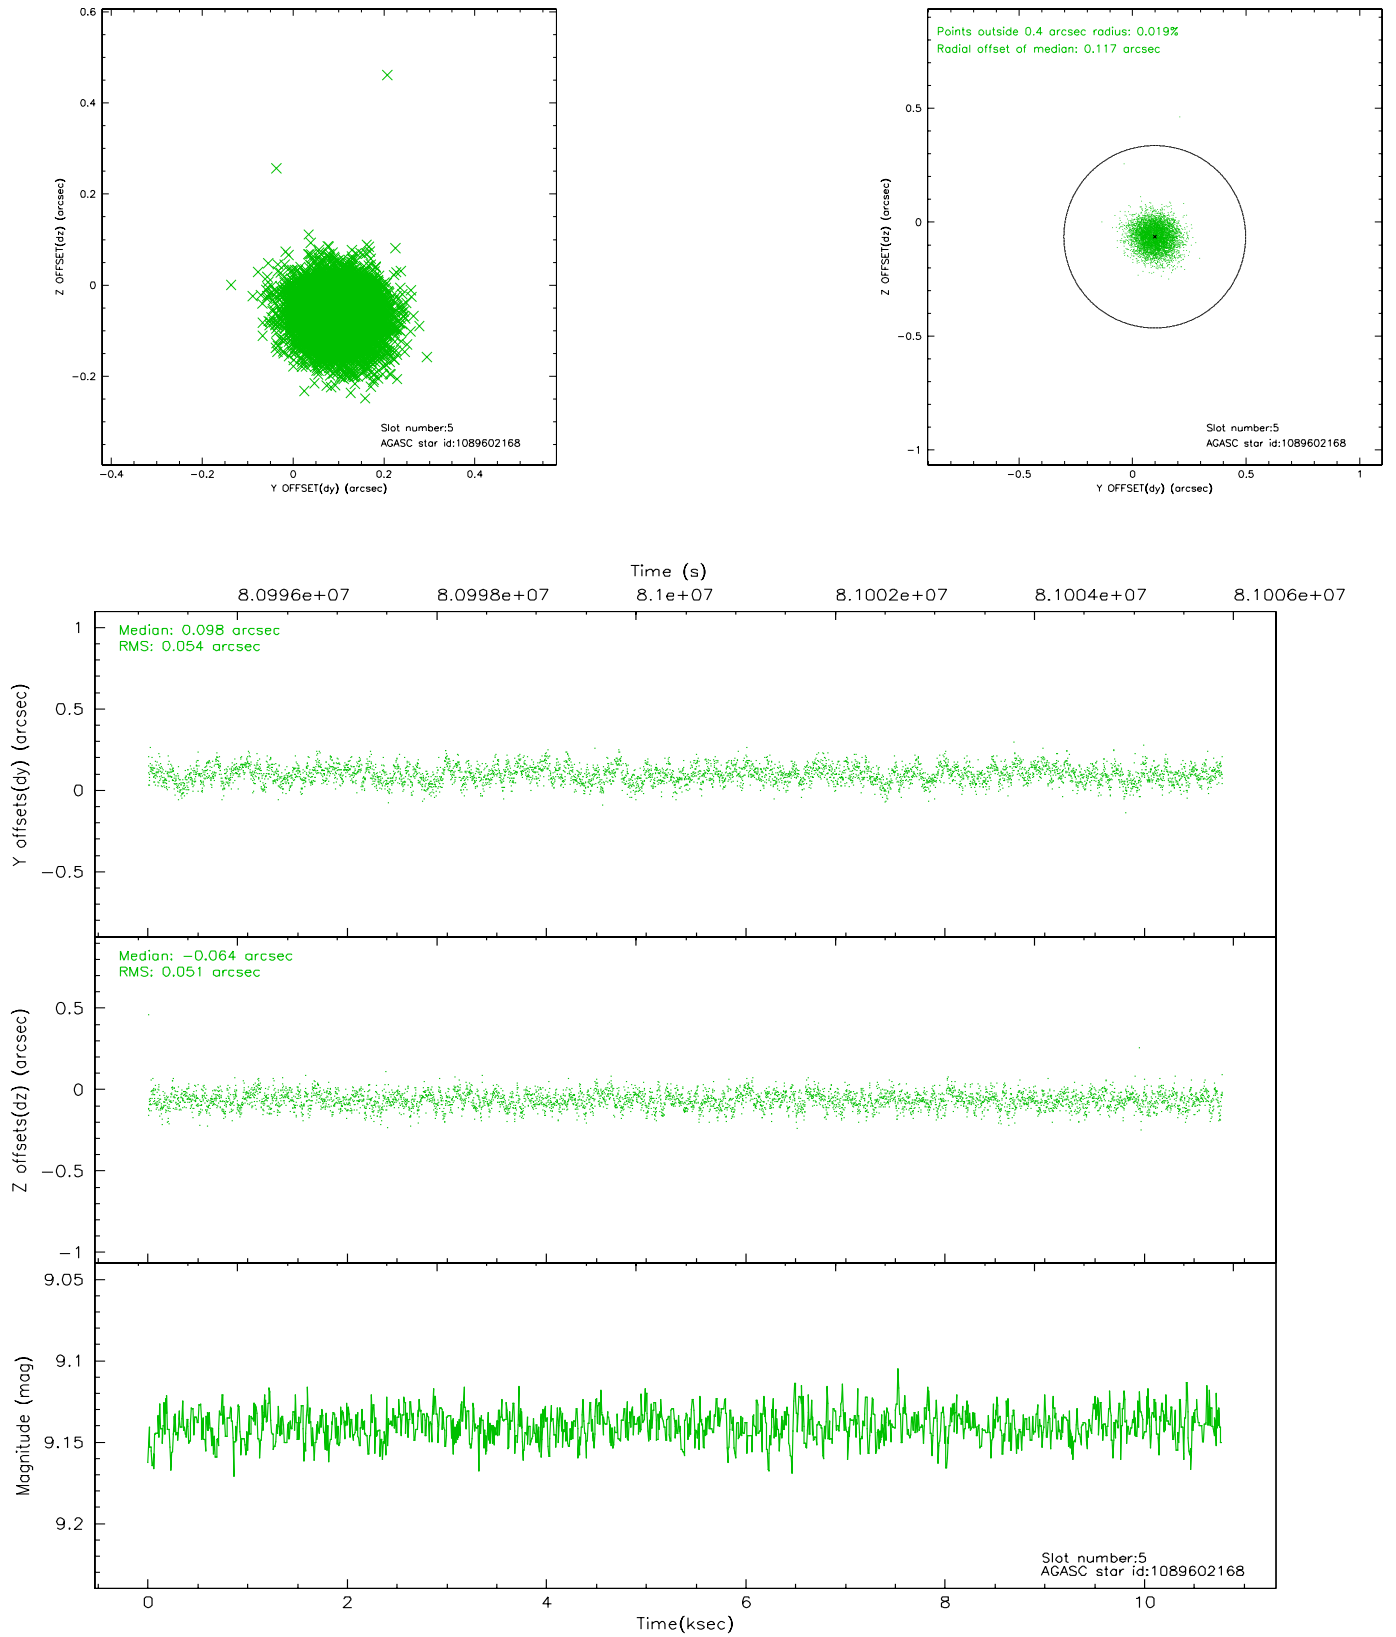 0.6
0.4
0.2
0
−0.2
Z OFFSET(dz) (arcsec)
−0.4
−0.2
0
0.2
0.4
Y OFFSET(dy) (arcsec)
Slot number:5
AGASC star id:1089602168
Points outside 0.4 arcsec radius: 0.019%
Radial offset of median: 0.117 arcsec
0.5
0
−0.5
−1
Z OFFSET(dz) (arcsec)
−0.5
0
0.5
1
Y OFFSET(dy) (arcsec)
Slot number:5
AGASC star id:1089602168
Time (s)
8.0996e+07
8.0998e+07
8.1e+07
8.1002e+07
8.1004e+07
8.1006e+07
Median: 0.098 arcsec
RMS: 0.054 arcsec
1
0.5
0
−0.5
Y offsets(dy) (arcsec)
Median: −0.064 arcsec
RMS: 0.051 arcsec
0.5
0
−0.5
−1
Z offsets(dz) (arcsec)
9.05
9.1
9.15
9.2
Magnitude (mag)
Slot number:5
AGASC star id:1089602168
0
2
4
6
8
10
Time(ksec)